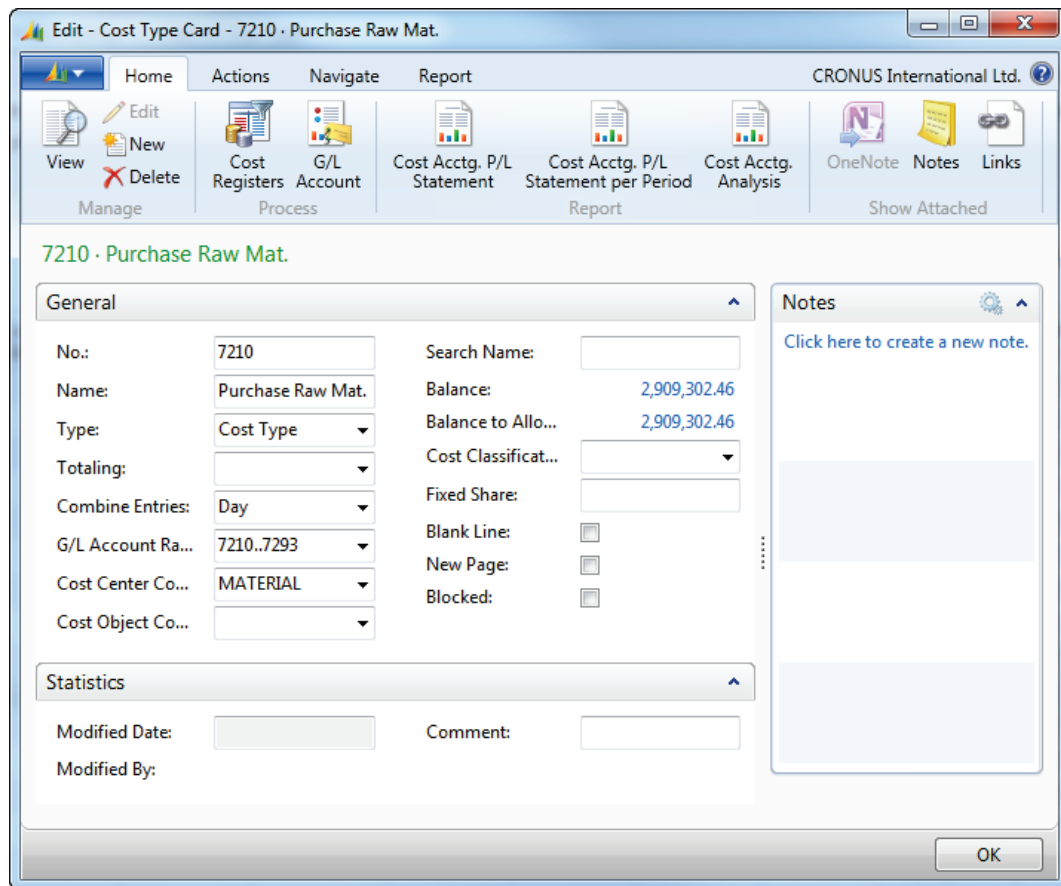 Edit - Cost Type Card - 7210 · Purchase Raw Mat.
Home Actions Navigate Report CRONUS International Ltd.
View
Edit
New
Delete
Manage
Cost Registers
G/L Account
Process
Cost Acctg. P/L Statement
Cost Acctg. P/L Statement per Period
Cost Acctg. Analysis
Report
OneNote
Notes
Links
Show Attached
7210 · Purchase Raw Mat.
General
No.: 7210
Name: Purchase Raw Mat.
Type: Cost Type
Totaling:
Combine Entries: Day
G/L Account Ra... 7210..7293
Cost Center Co... MATERIAL
Cost Object Co...
Search Name:
Balance: 2,909,302.46
Balance to Allo... 2,909,302.46
Cost Classificat...
Fixed Share:
Blank Line:
New Page:
Blocked:
Statistics
Modified Date:
Modified By:
Comment:
Notes
Click here to create a new note.
OK